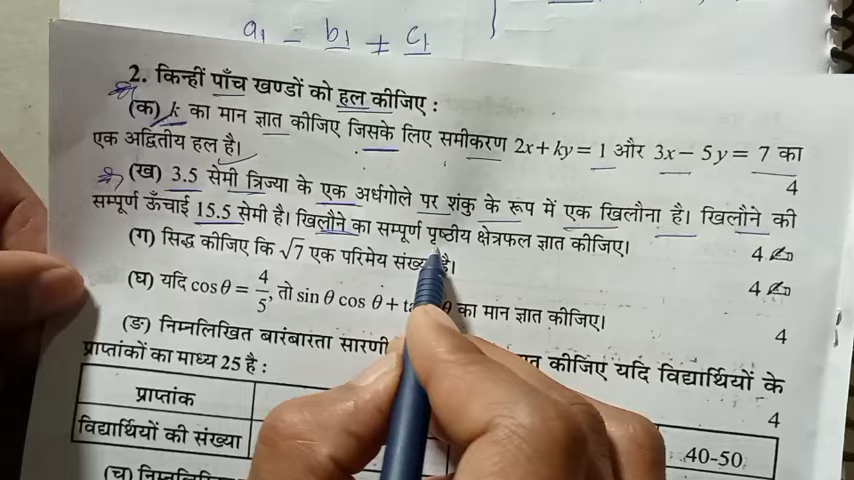 a₁ = b₁ ≠ c₁
2. किन्हीं पाँच खण्डों को हल कीजिए :
(क) k का मान ज्ञात कीजिए जिसके लिए समीकरण 2x + ky = 1 और 3x − 5y = 7 का
एक अद्वितीय हल है। 4
(ख) 3.5 सेमी त्रिज्या के एक अर्धगोले पर शंकु के रूप में एक खिलौना है। खिलौने की
सम्पूर्ण ऊँचाई 15.5 सेमी है। खिलौने का सम्पूर्ण पृष्ठीय क्षेत्रफल ज्ञात कीजिए। 4
(ग) सिद्ध कीजिए कि √7 एक परिमेय संख्या है। 4
(घ) यदि cos θ = 4/5, तो sin θ cos θ + θ का मान ज्ञात कीजिए। 4
(ङ) निम्नलिखित बारंबारता सारणी कीजिए यदि विद्यार्थियों के
प्राप्तांकों का माध्य 25 है : 4
प्राप्तांक
विद्यार्थियों की संख्या 40-50
(च)